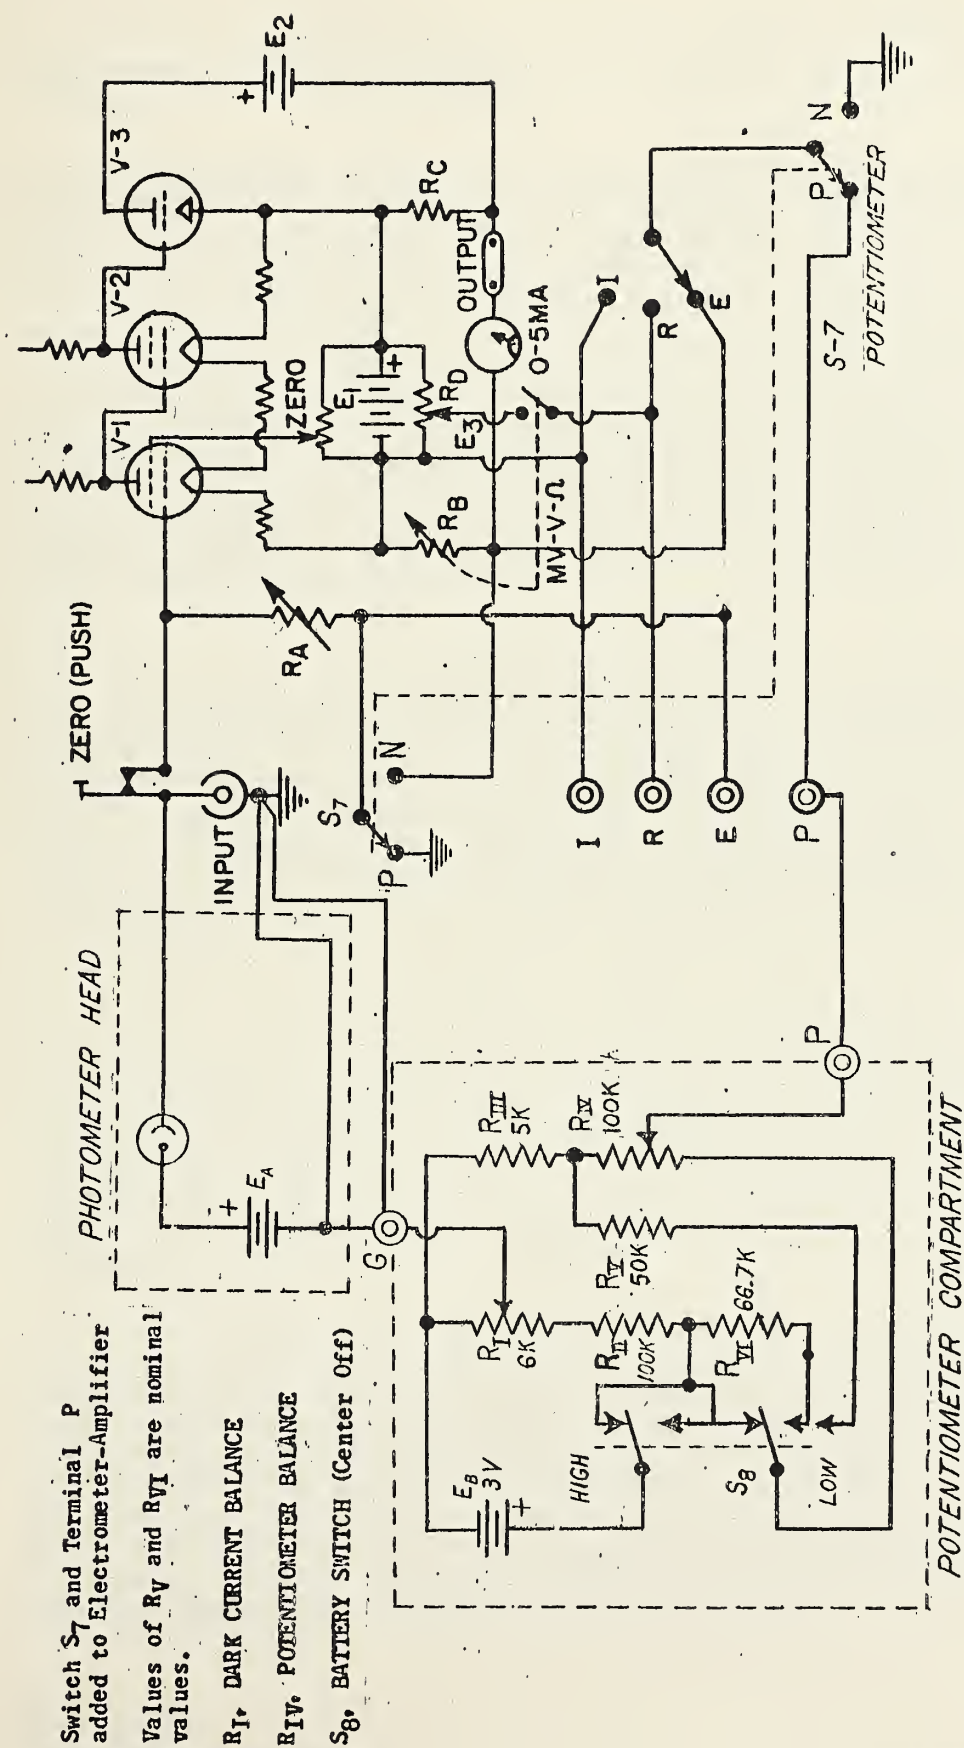 Switch S7 and Terminal P
added to Electrometer-Amplifier
Values of RV and RVI are nominal
values.
RI. DARK CURRENT BALANCE
RIV. POTENTIOMETER BALANCE
S8. BATTERY SWITCH (Center Off)
PHOTOMETER HEAD
+
EA
G
ZERO (PUSH)
INPUT
RA
S7
P
N
V-1
V-2
V-3
ZERO
E1
+
RD
E3
RB
MV-V-Ω
+
E2
RC
OUTPUT
0-5MA
I
R
E
I
R
E
P
P
N
S-7
POTENTIOMETER
P
RIII
5K
RIV
100K
RV
50K
RI
6K
RII
100K
RVI
66.7K
EB
3V
+
HIGH
S8
LOW
POTENTIOMETER COMPARTMENT